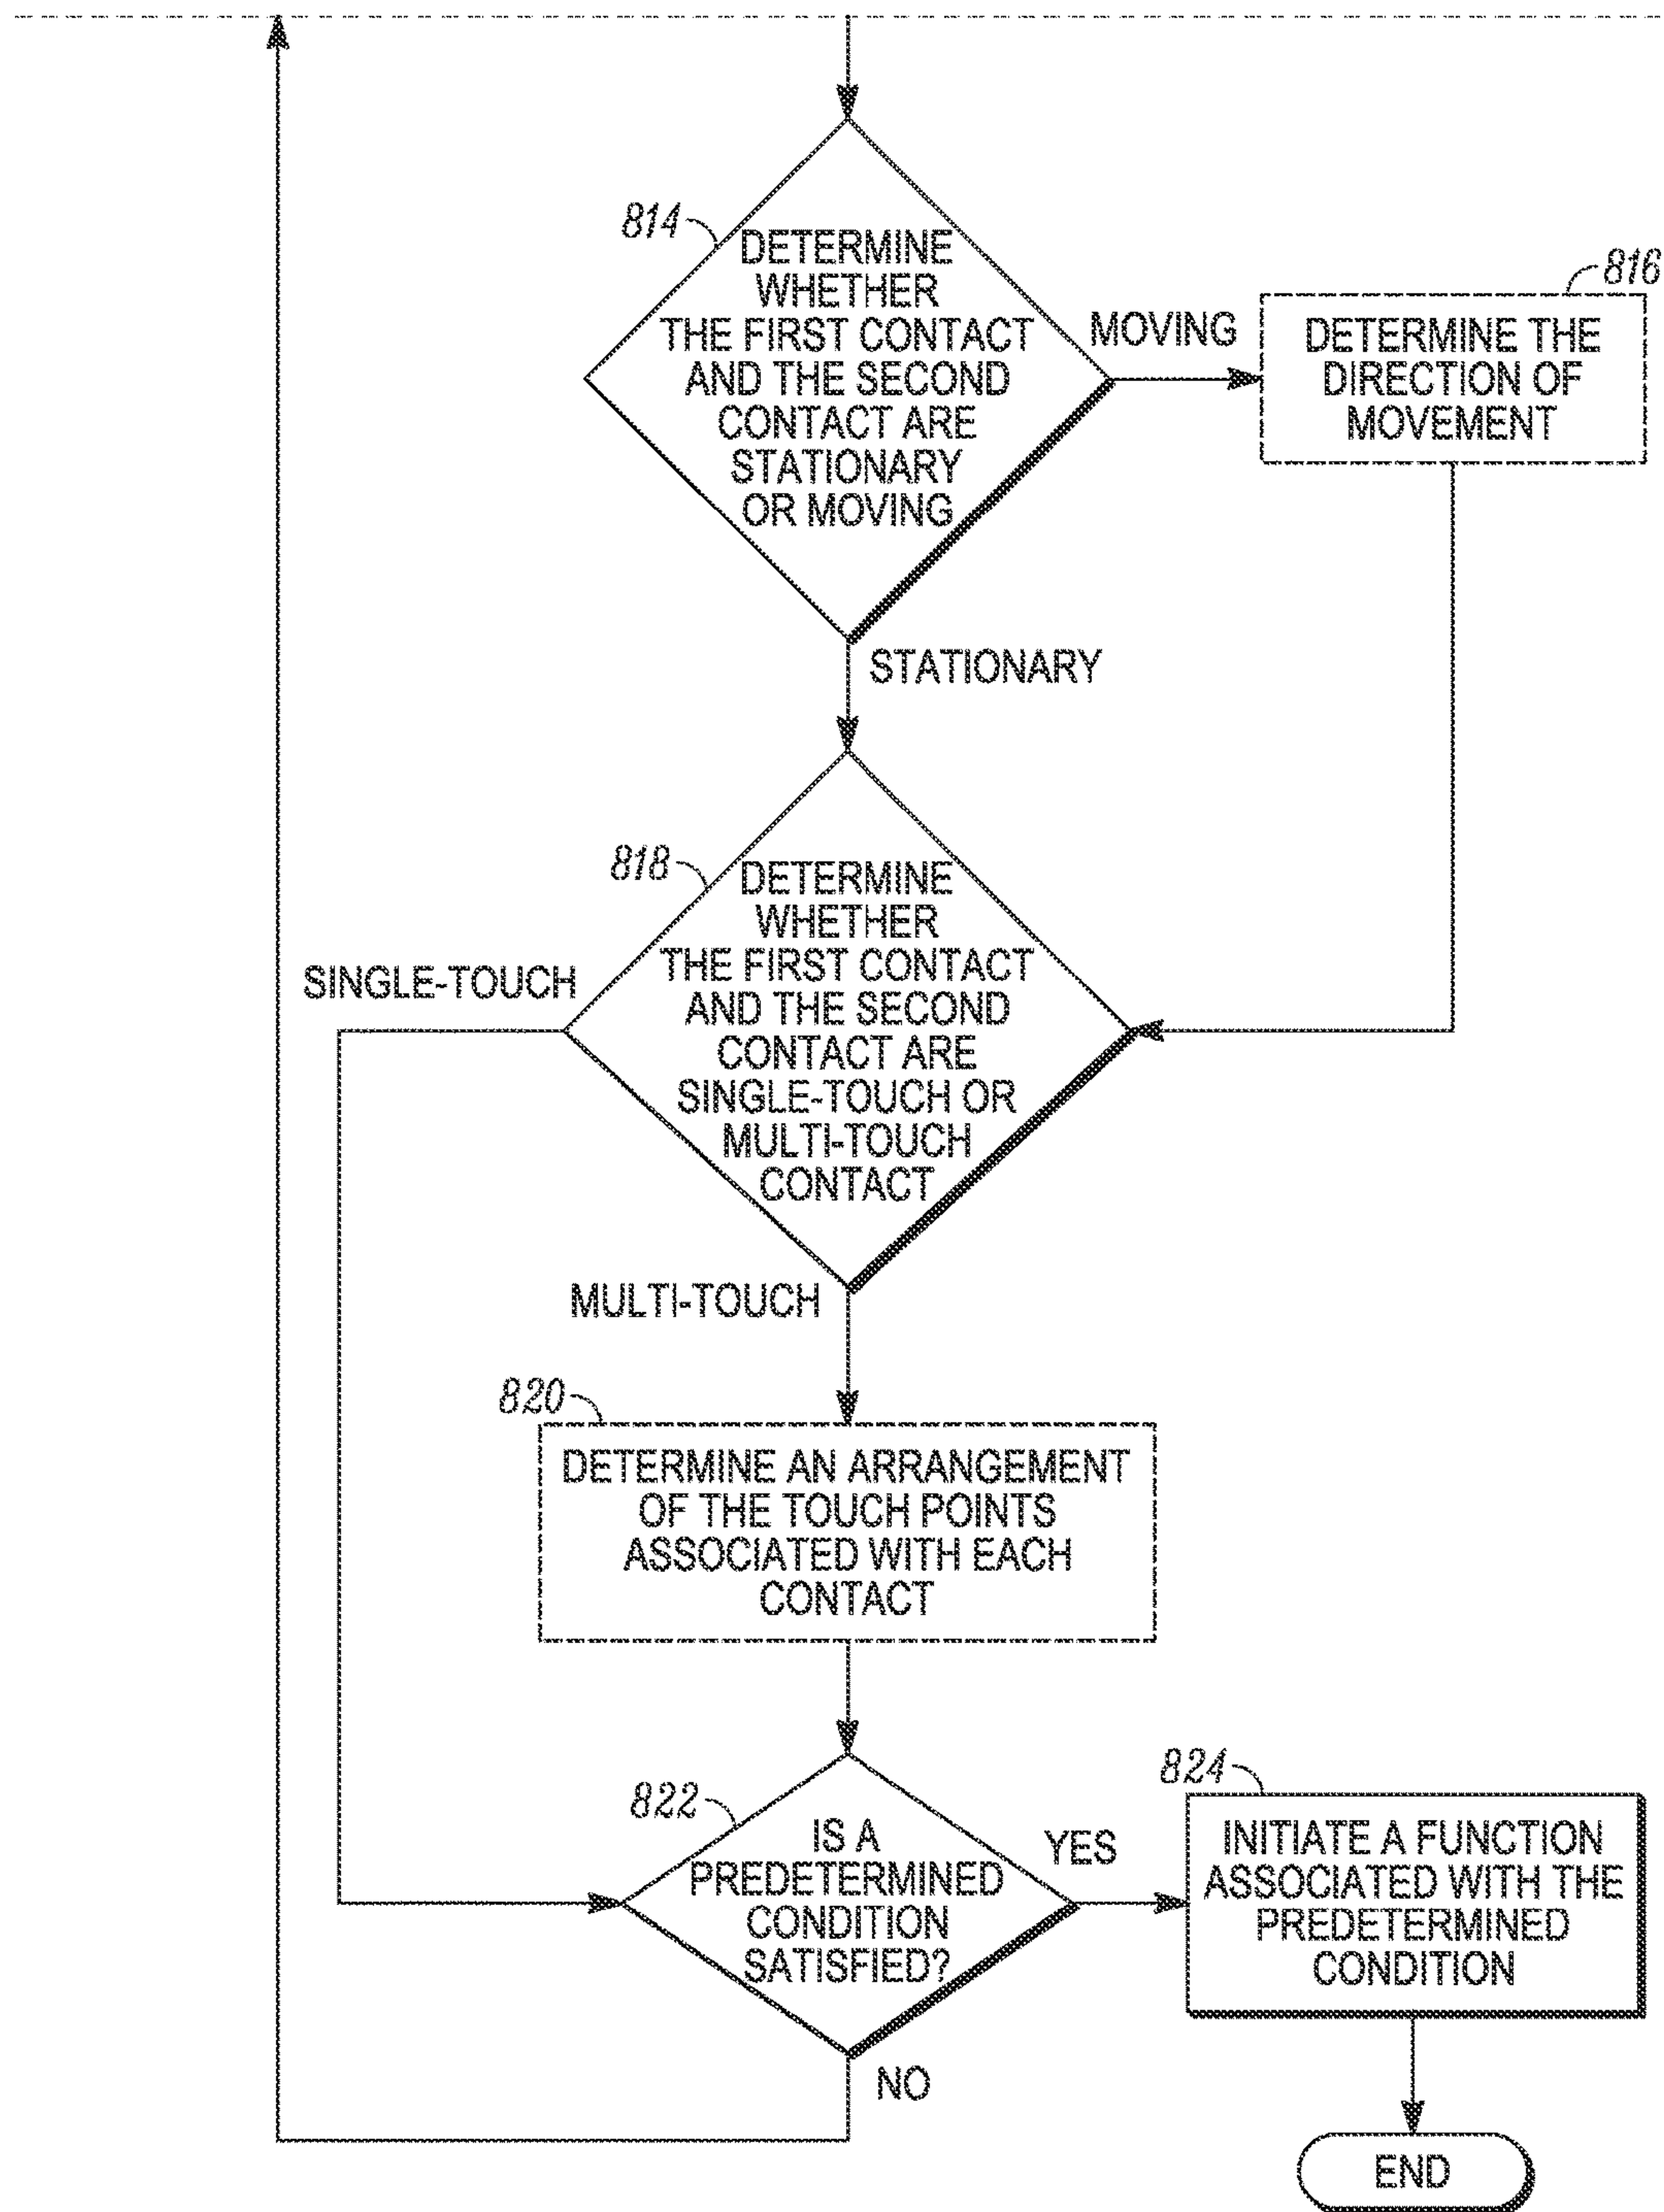 814
DETERMINE
WHETHER
THE FIRST CONTACT
AND THE SECOND
CONTACT ARE
STATIONARY
OR MOVING
MOVING
816
DETERMINE THE
DIRECTION OF
MOVEMENT
STATIONARY
818
DETERMINE
WHETHER
THE FIRST CONTACT
AND THE SECOND
CONTACT ARE
SINGLE-TOUCH OR
MULTI-TOUCH
CONTACT
SINGLE-TOUCH
MULTI-TOUCH
820
DETERMINE AN ARRANGEMENT
OF THE TOUCH POINTS
ASSOCIATED WITH EACH
CONTACT
822
IS A
PREDETERMINED
CONDITION
SATISFIED?
YES
824
INITIATE A FUNCTION
ASSOCIATED WITH THE
PREDETERMINED
CONDITION
NO
END